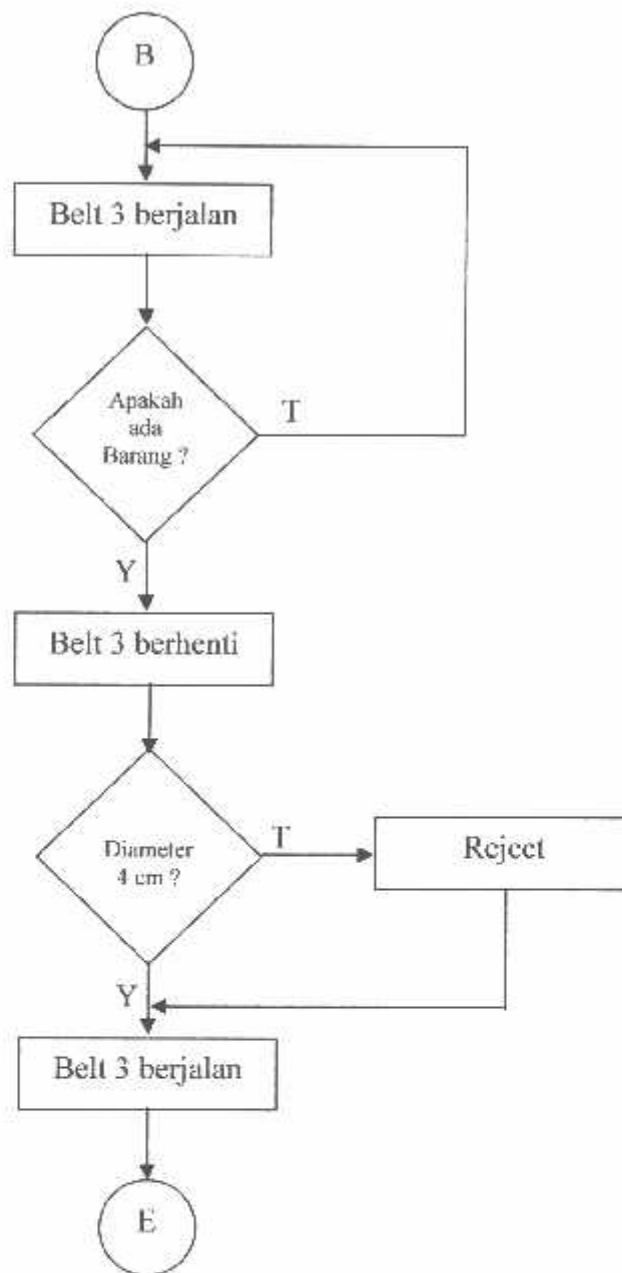 B
Belt 3 berjalan
Apakah
ada
Barang ?
T
Y
Belt 3 berhenti
Diameter
4 cm ?
T
Reject
Y
Belt 3 berjalan
E